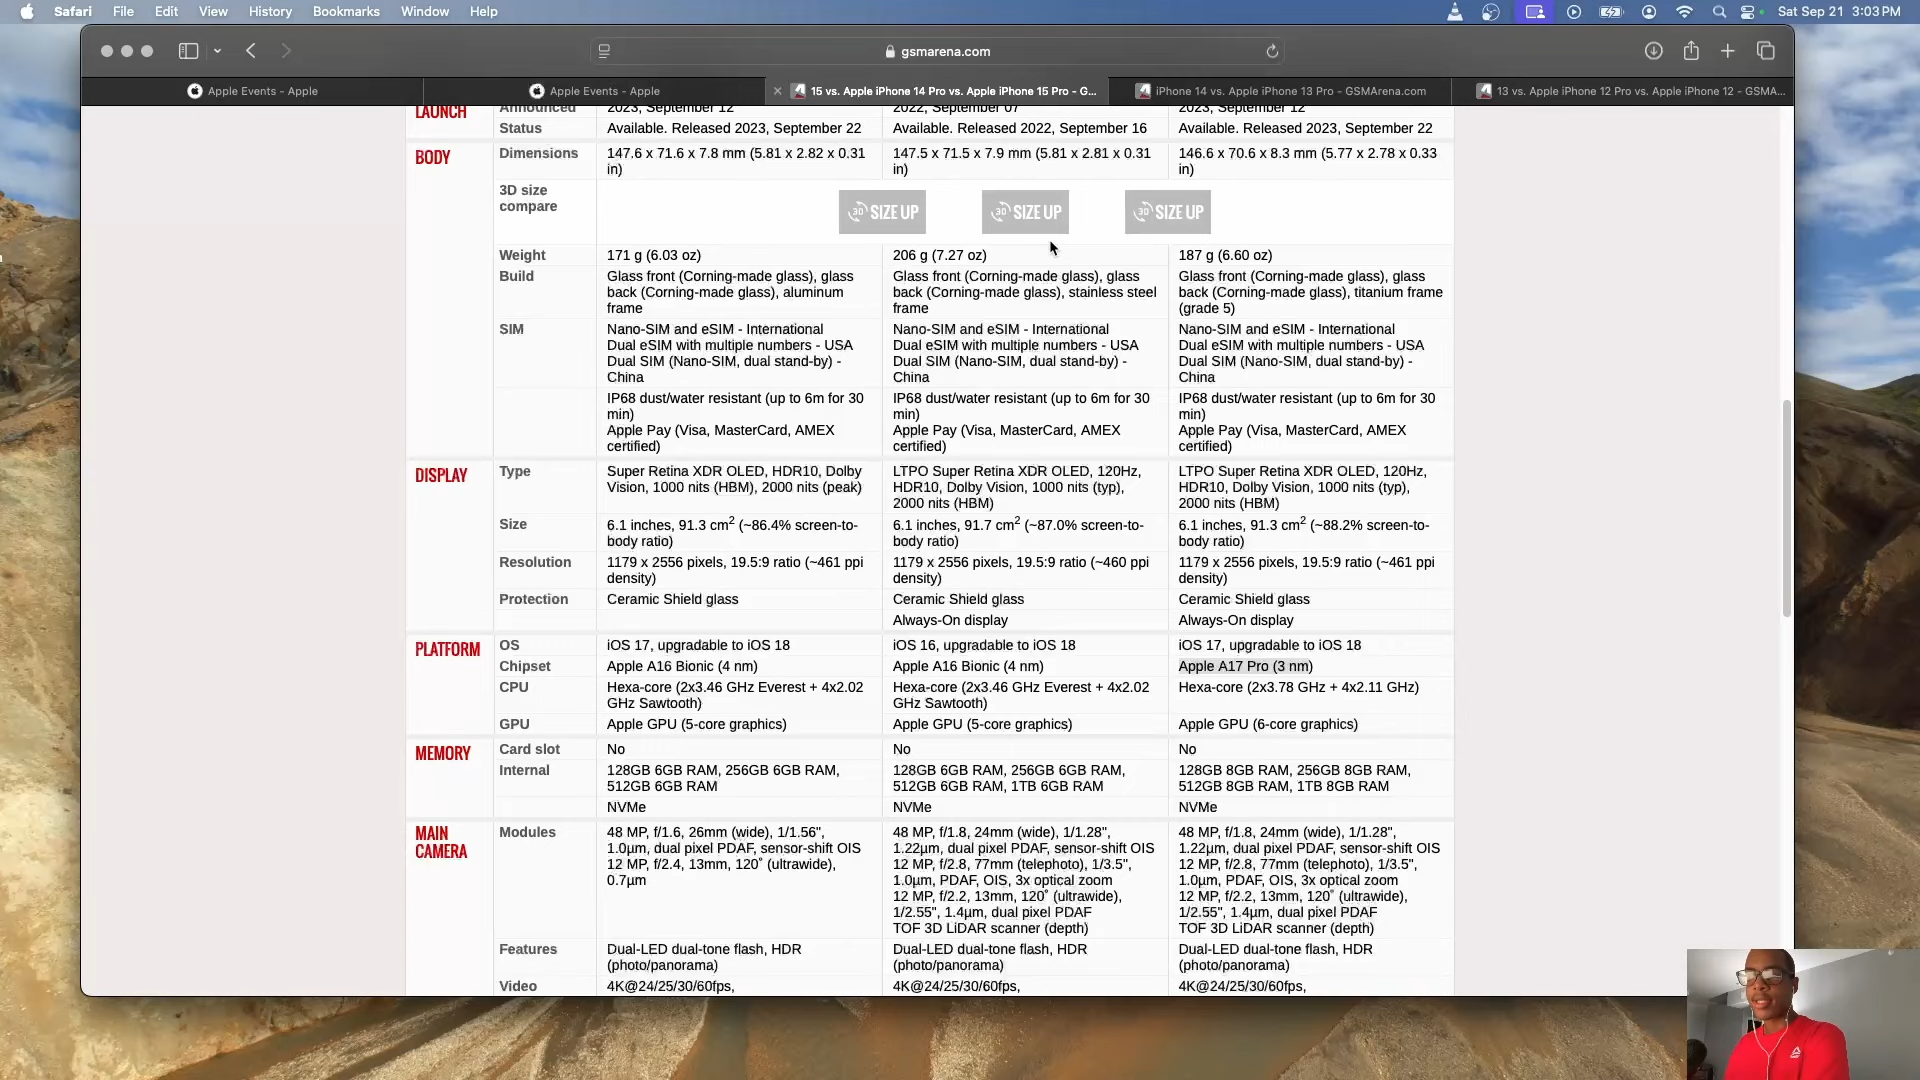 Safari File Edit View History Bookmarks Window Help Sat Sep 21 3:03 PM
gsmarena.com
Apple Events - Apple
Apple Events - Apple
15 vs. Apple iPhone 14 Pro vs. Apple iPhone 15 Pro - G...
iPhone 14 vs. Apple iPhone 13 Pro - GSMArena.com
13 vs. Apple iPhone 12 Pro vs. Apple iPhone 12 - GSMA...
LAUNCH Announced 2023, September 12 2022, September 07 2023, September 12
Status Available. Released 2023, September 22 Available. Released 2022, September 16 Available. Released 2023, September 22
BODY Dimensions 147.6 x 71.6 x 7.8 mm (5.81 x 2.82 x 0.31 147.5 x 71.5 x 7.9 mm (5.81 x 2.81 x 0.31 146.6 x 70.6 x 8.3 mm (5.77 x 2.78 x 0.33
in) in) in)
3D size
compare
3D SIZE UP 3D SIZE UP 3D SIZE UP
Weight 171 g (6.03 oz) 206 g (7.27 oz) 187 g (6.60 oz)
Build Glass front (Corning-made glass), glass Glass front (Corning-made glass), glass Glass front (Corning-made glass), glass
back (Corning-made glass), aluminum back (Corning-made glass), stainless steel back (Corning-made glass), titanium frame
frame frame (grade 5)
SIM Nano-SIM and eSIM - International Nano-SIM and eSIM - International Nano-SIM and eSIM - International
Dual eSIM with multiple numbers - USA Dual eSIM with multiple numbers - USA Dual eSIM with multiple numbers - USA
Dual SIM (Nano-SIM, dual stand-by) - Dual SIM (Nano-SIM, dual stand-by) - Dual SIM (Nano-SIM, dual stand-by) -
China China China
IP68 dust/water resistant (up to 6m for 30 IP68 dust/water resistant (up to 6m for 30 IP68 dust/water resistant (up to 6m for 30
min) min) min)
Apple Pay (Visa, MasterCard, AMEX Apple Pay (Visa, MasterCard, AMEX Apple Pay (Visa, MasterCard, AMEX
certified) certified) certified)
DISPLAY Type Super Retina XDR OLED, HDR10, Dolby LTPO Super Retina XDR OLED, 120Hz, LTPO Super Retina XDR OLED, 120Hz,
Vision, 1000 nits (HBM), 2000 nits (peak) HDR10, Dolby Vision, 1000 nits (typ), HDR10, Dolby Vision, 1000 nits (typ),
2000 nits (HBM) 2000 nits (HBM)
Size 6.1 inches, 91.3 cm2 (~86.4% screen-to- 6.1 inches, 91.7 cm2 (~87.0% screen-to- 6.1 inches, 91.3 cm2 (~88.2% screen-to-
body ratio) body ratio) body ratio)
Resolution 1179 x 2556 pixels, 19.5:9 ratio (~461 ppi 1179 x 2556 pixels, 19.5:9 ratio (~460 ppi 1179 x 2556 pixels, 19.5:9 ratio (~461 ppi
density) density) density)
Protection Ceramic Shield glass Ceramic Shield glass Ceramic Shield glass
Always-On display Always-On display
PLATFORM OS iOS 17, upgradable to iOS 18 iOS 16, upgradable to iOS 18 iOS 17, upgradable to iOS 18
Chipset Apple A16 Bionic (4 nm) Apple A16 Bionic (4 nm) Apple A17 Pro (3 nm)
CPU Hexa-core (2x3.46 GHz Everest + 4x2.02 Hexa-core (2x3.46 GHz Everest + 4x2.02 Hexa-core (2x3.78 GHz + 4x2.11 GHz)
GHz Sawtooth) GHz Sawtooth)
GPU Apple GPU (5-core graphics) Apple GPU (5-core graphics) Apple GPU (6-core graphics)
MEMORY Card slot No No No
Internal 128GB 6GB RAM, 256GB 6GB RAM, 128GB 6GB RAM, 256GB 6GB RAM, 128GB 8GB RAM, 256GB 8GB RAM,
512GB 6GB RAM 512GB 6GB RAM, 1TB 6GB RAM 512GB 8GB RAM, 1TB 8GB RAM
NVMe NVMe NVMe
MAIN Modules 48 MP, f/1.6, 26mm (wide), 1/1.56", 48 MP, f/1.8, 24mm (wide), 1/1.28", 48 MP, f/1.8, 24mm (wide), 1/1.28",
CAMERA 1.0µm, dual pixel PDAF, sensor-shift OIS 1.22µm, dual pixel PDAF, sensor-shift OIS 1.22µm, dual pixel PDAF, sensor-shift OIS
12 MP, f/2.4, 13mm, 120˚ (ultrawide), 12 MP, f/2.8, 77mm (telephoto), 1/3.5", 12 MP, f/2.8, 77mm (telephoto), 1/3.5",
0.7µm 1.0µm, PDAF, OIS, 3x optical zoom 1.0µm, PDAF, OIS, 3x optical zoom
12 MP, f/2.2, 13mm, 120˚ (ultrawide), 12 MP, f/2.2, 13mm, 120˚ (ultrawide),
1/2.55", 1.4µm, dual pixel PDAF 1/2.55", 1.4µm, dual pixel PDAF
TOF 3D LiDAR scanner (depth) TOF 3D LiDAR scanner (depth)
Features Dual-LED dual-tone flash, HDR Dual-LED dual-tone flash, HDR Dual-LED dual-tone flash, HDR
(photo/panorama) (photo/panorama) (photo/panorama)
Video 4K@24/25/30/60fps, 4K@24/25/30/60fps, 4K@24/25/30/60fps,